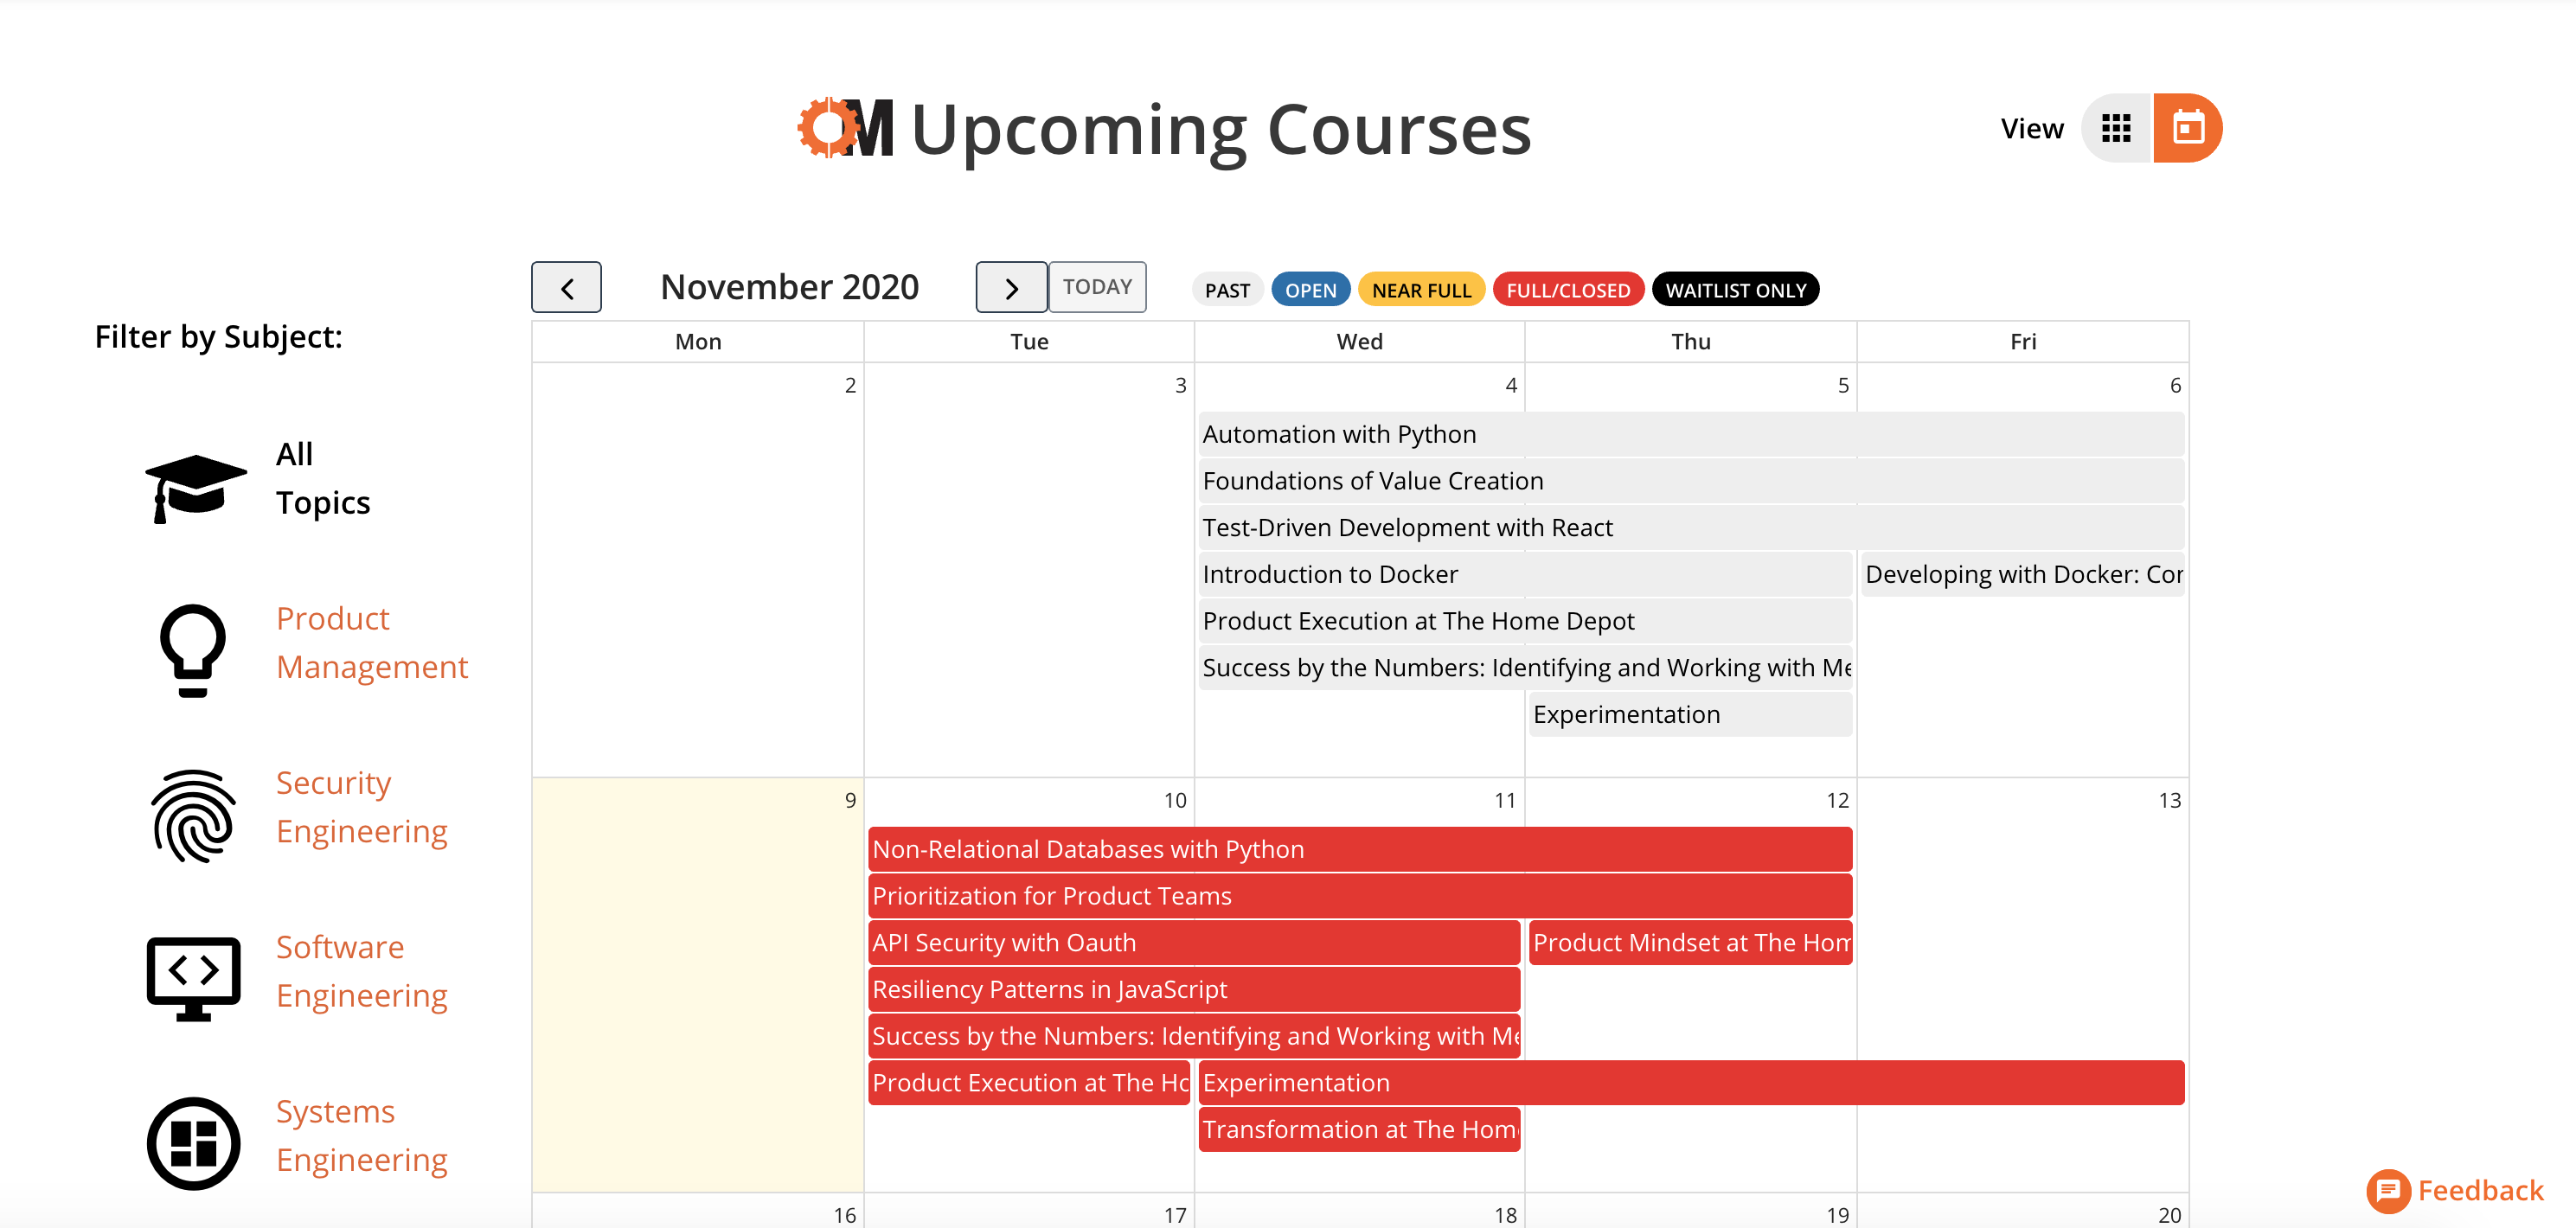 OM Upcoming Courses
View
November 2020
TODAY
PAST
OPEN
NEAR FULL
FULL/CLOSED
WAITLIST ONLY
Filter by Subject:
All
Topics
Product
Management
Security
Engineering
Software
Engineering
Systems
Engineering
Mon Tue Wed Thu Fri
2 3 4 5 6
Automation with Python
Foundations of Value Creation
Test-Driven Development with React
Introduction to Docker
Developing with Docker: Cor
Product Execution at The Home Depot
Success by the Numbers: Identifying and Working with Me
Experimentation
9 10 11 12 13
Non-Relational Databases with Python
Prioritization for Product Teams
API Security with Oauth
Product Mindset at The Hom
Resiliency Patterns in JavaScript
Success by the Numbers: Identifying and Working with Me
Product Execution at The Ho
Experimentation
Transformation at The Home
16 17 18 19 20
Feedback